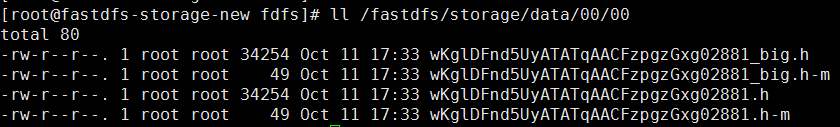 [root@fastdfs-storage-new fdfs]# ll /fastdfs/storage/data/00/00
total 80
-rw-r--r--. 1 root root 34254 Oct 11 17:33 wKglDFnd5UyATATqAACFzpgzGxg02881_big.h
-rw-r--r--. 1 root root    49 Oct 11 17:33 wKglDFnd5UyATATqAACFzpgzGxg02881_big.h-m
-rw-r--r--. 1 root root 34254 Oct 11 17:33 wKglDFnd5UyATATqAACFzpgzGxg02881.h
-rw-r--r--. 1 root root    49 Oct 11 17:33 wKglDFnd5UyATATqAACFzpgzGxg02881.h-m